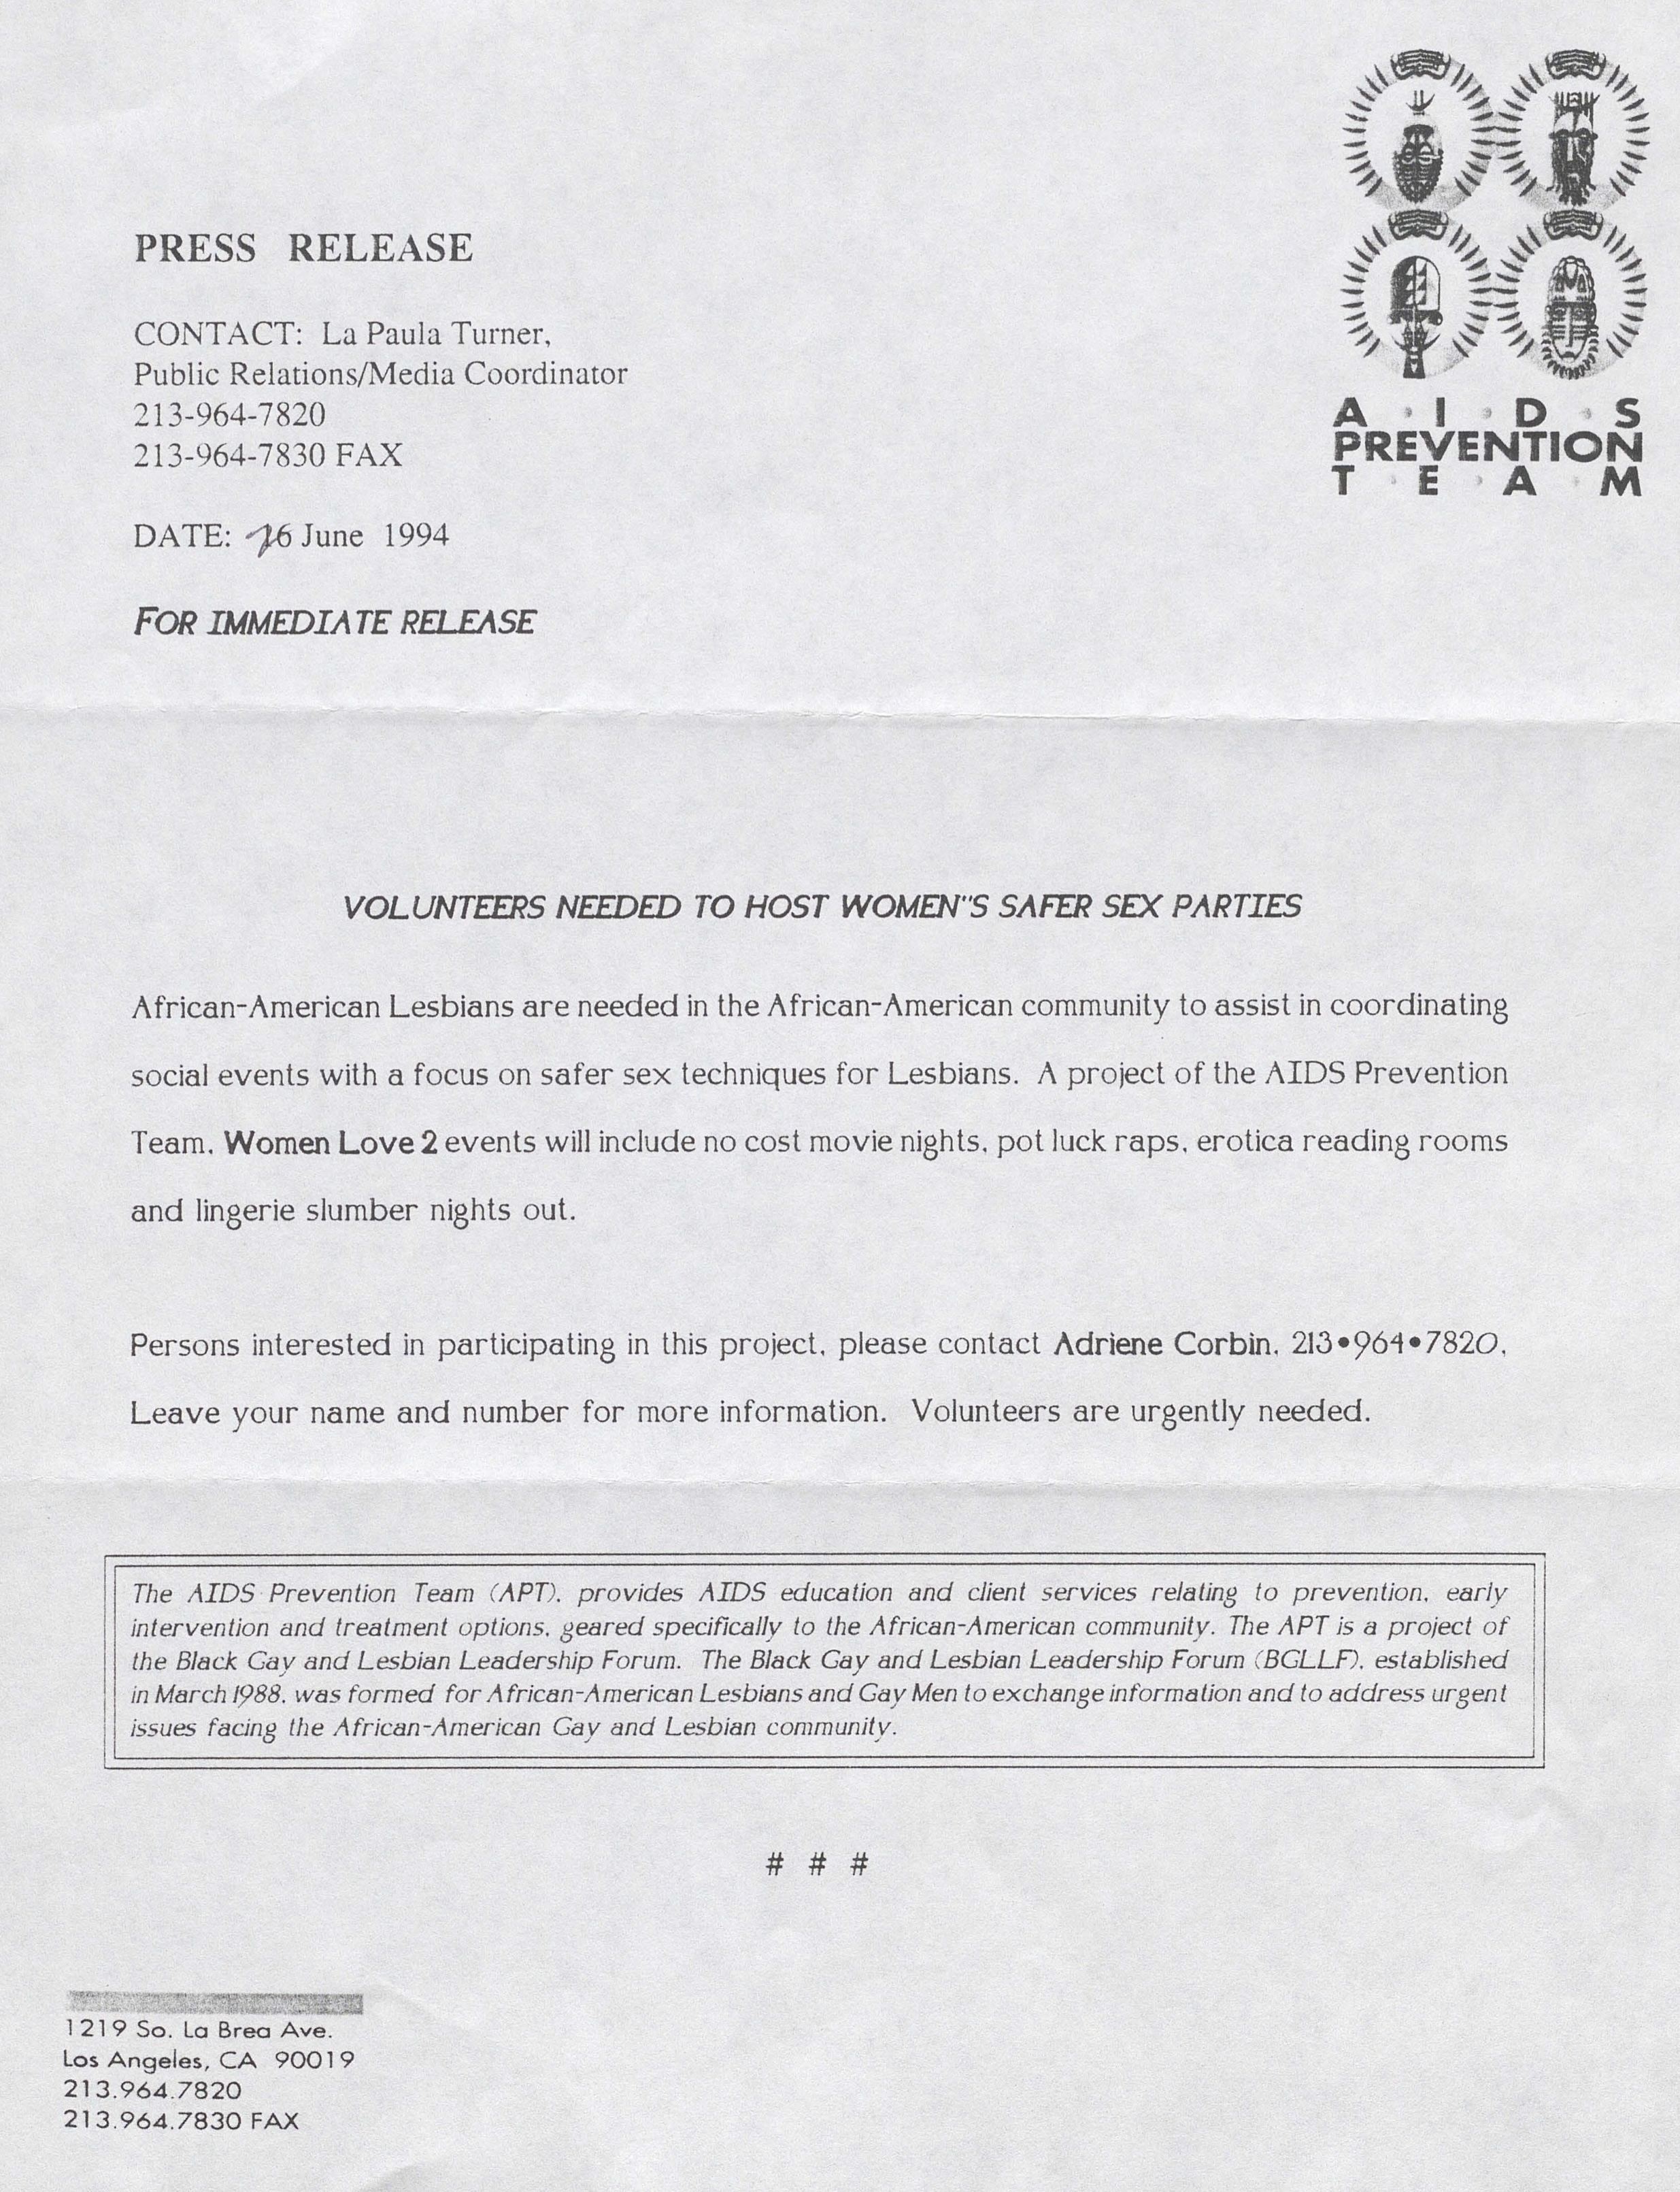 PRESS RELEASE
CONTACT: La Paula Turner,
Public Relations/Media Coordinator
213-964-7820
213-964-7830 FAX
A · I · D · S
PREVENTION
T · E · A · M
DATE: June 1994
FOR IMMEDIATE RELEASE
VOLUNTEERS NEEDED TO HOST WOMEN"S SAFER SEX PARTIES
African-American Lesbians are needed in the African-American community to assist in coordinating
social events with a focus on safer sex techniques for Lesbians. A project of the AIDS Prevention
Team, Women Love 2 events will include no cost movie nights, pot luck raps, erotica reading rooms
and lingerie slumber nights out.
Persons interested in participating in this project, please contact Adriene Corbin, 213•964•7820,
Leave your name and number for more information. Volunteers are urgently needed.
The AIDS Prevention Team (APT), provides AIDS education and client services relating to prevention, early
intervention and treatment options, geared specifically to the African-American community. The APT is a project of
the Black Gay and Lesbian Leadership Forum. The Black Gay and Lesbian Leadership Forum (BGLLF), established
in March 1988, was formed for African-American Lesbians and Gay Men to exchange information and to address urgent
issues facing the African-American Gay and Lesbian community.
# # #
1219 So. La Brea Ave.
Los Angeles, CA 90019
213.964.7820
213.964.7830 FAX